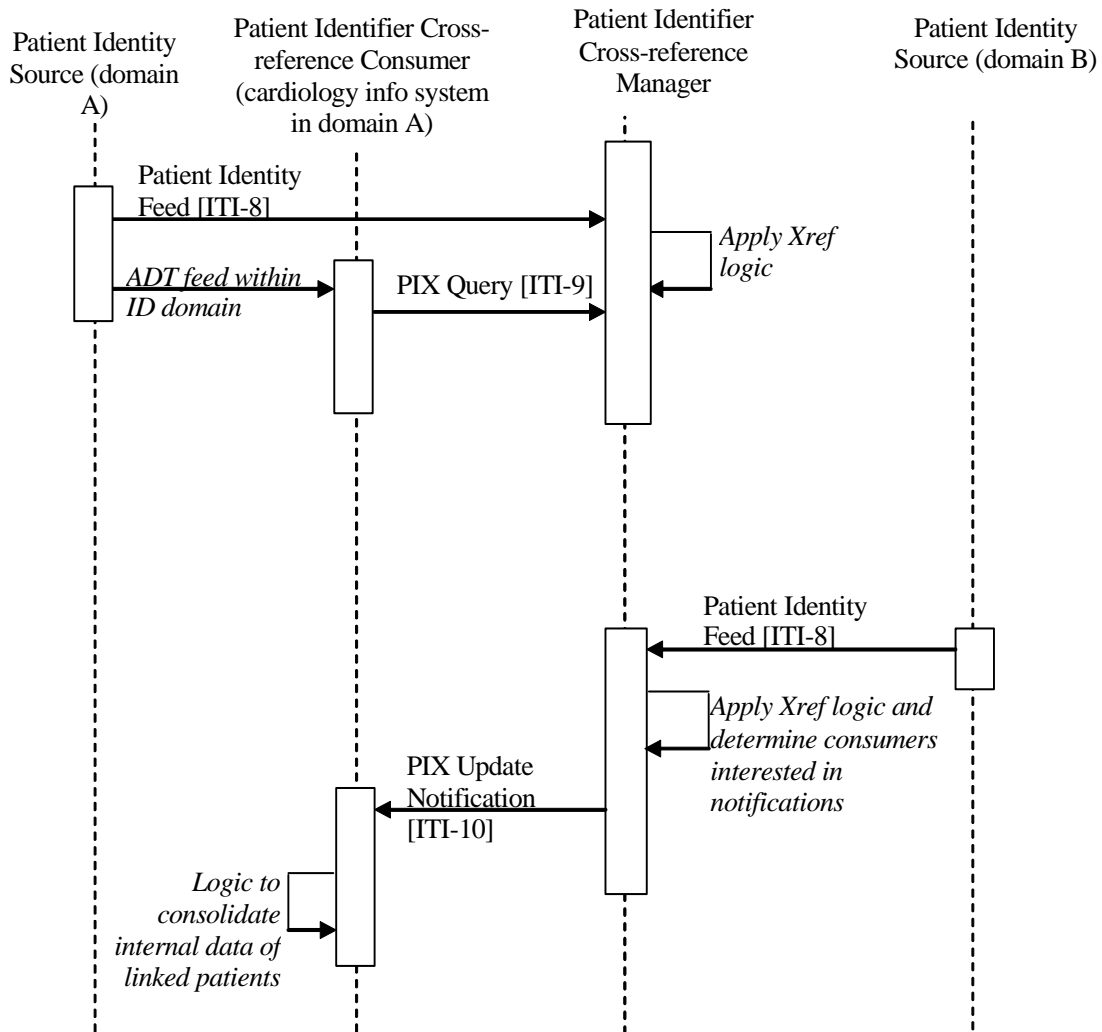 Patient Identity
Source (domain
A)
Patient Identifier Cross-
reference Consumer
(cardiology info system
in domain A)
Patient Identifier
Cross-reference
Manager
Patient Identity
Source (domain B)
Patient Identity
Feed [ITI-8]
Apply Xref
logic
ADT feed within
ID domain
PIX Query [ITI-9]
Patient Identity
Feed [ITI-8]
Apply Xref logic and
determine consumers
interested in
notifications
PIX Update
Notification
[ITI-10]
Logic to
consolidate
internal data of
linked patients